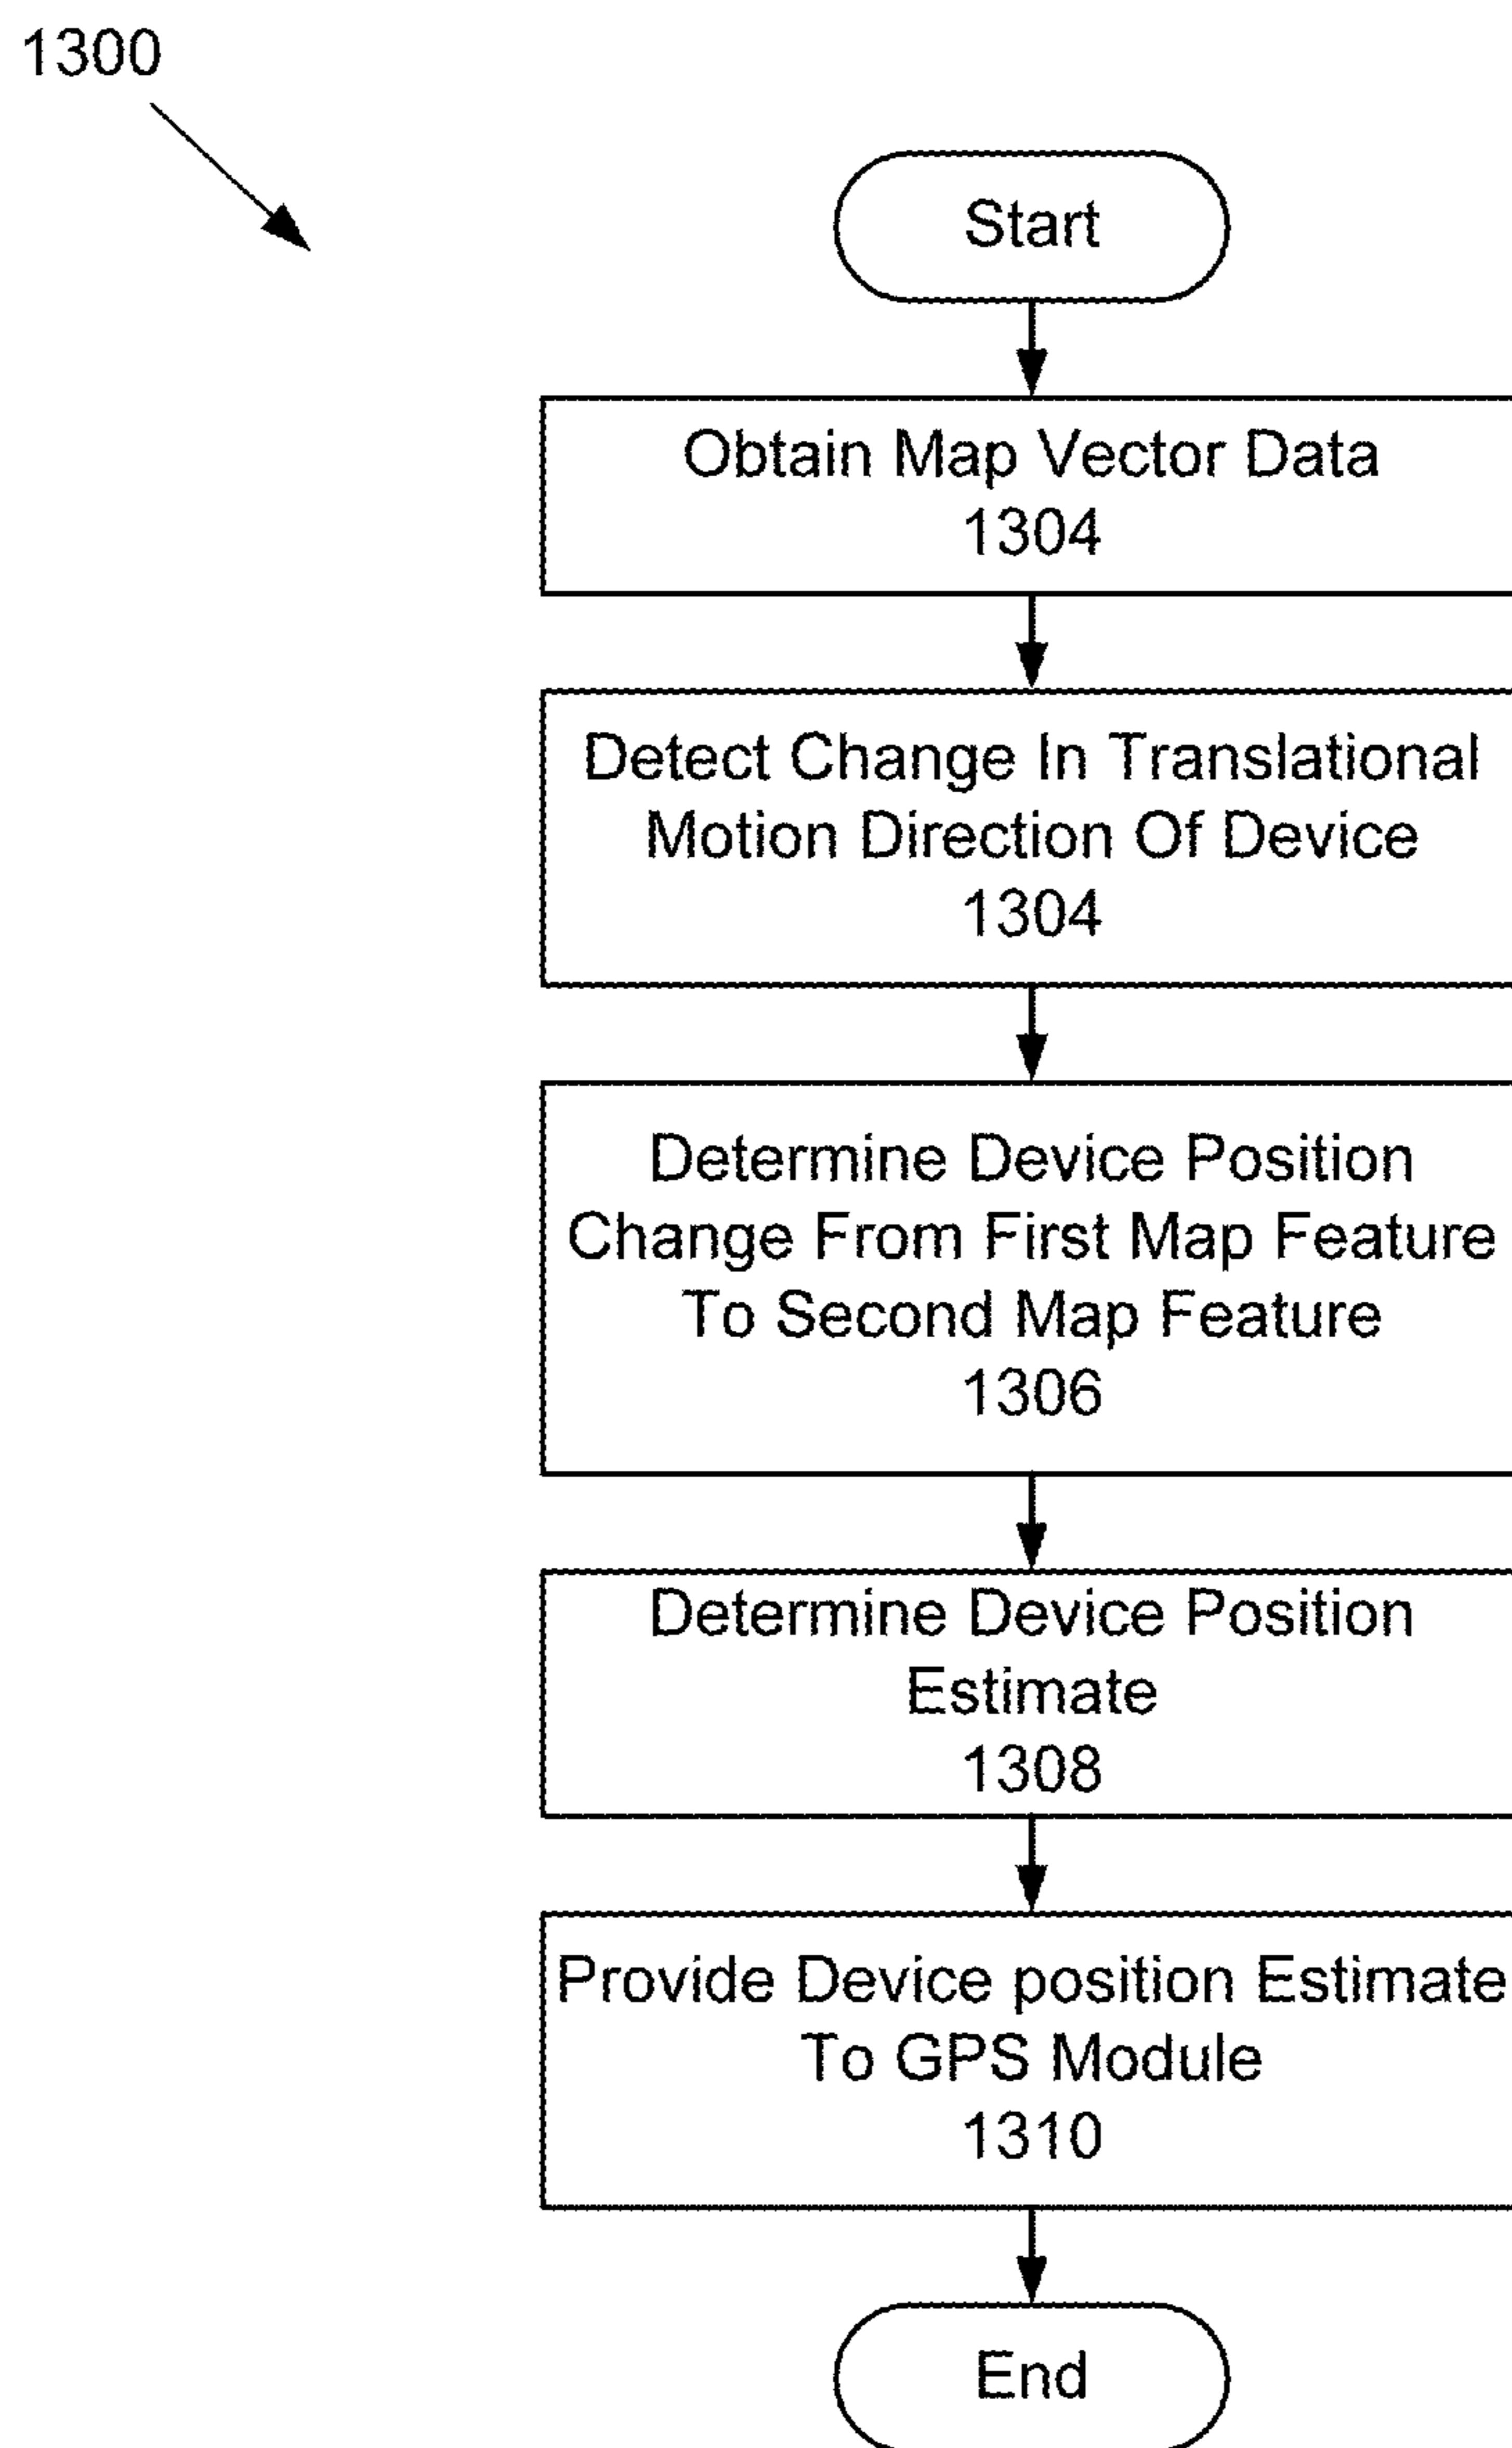 1300
Start
Obtain Map Vector Data
1304
Detect Change In Translational
Motion Direction Of Device
1304
Determine Device Position
Change From First Map Feature
To Second Map Feature
1306
Determine Device Position
Estimate
1308
Provide Device position Estimate
To GPS Module
1310
End